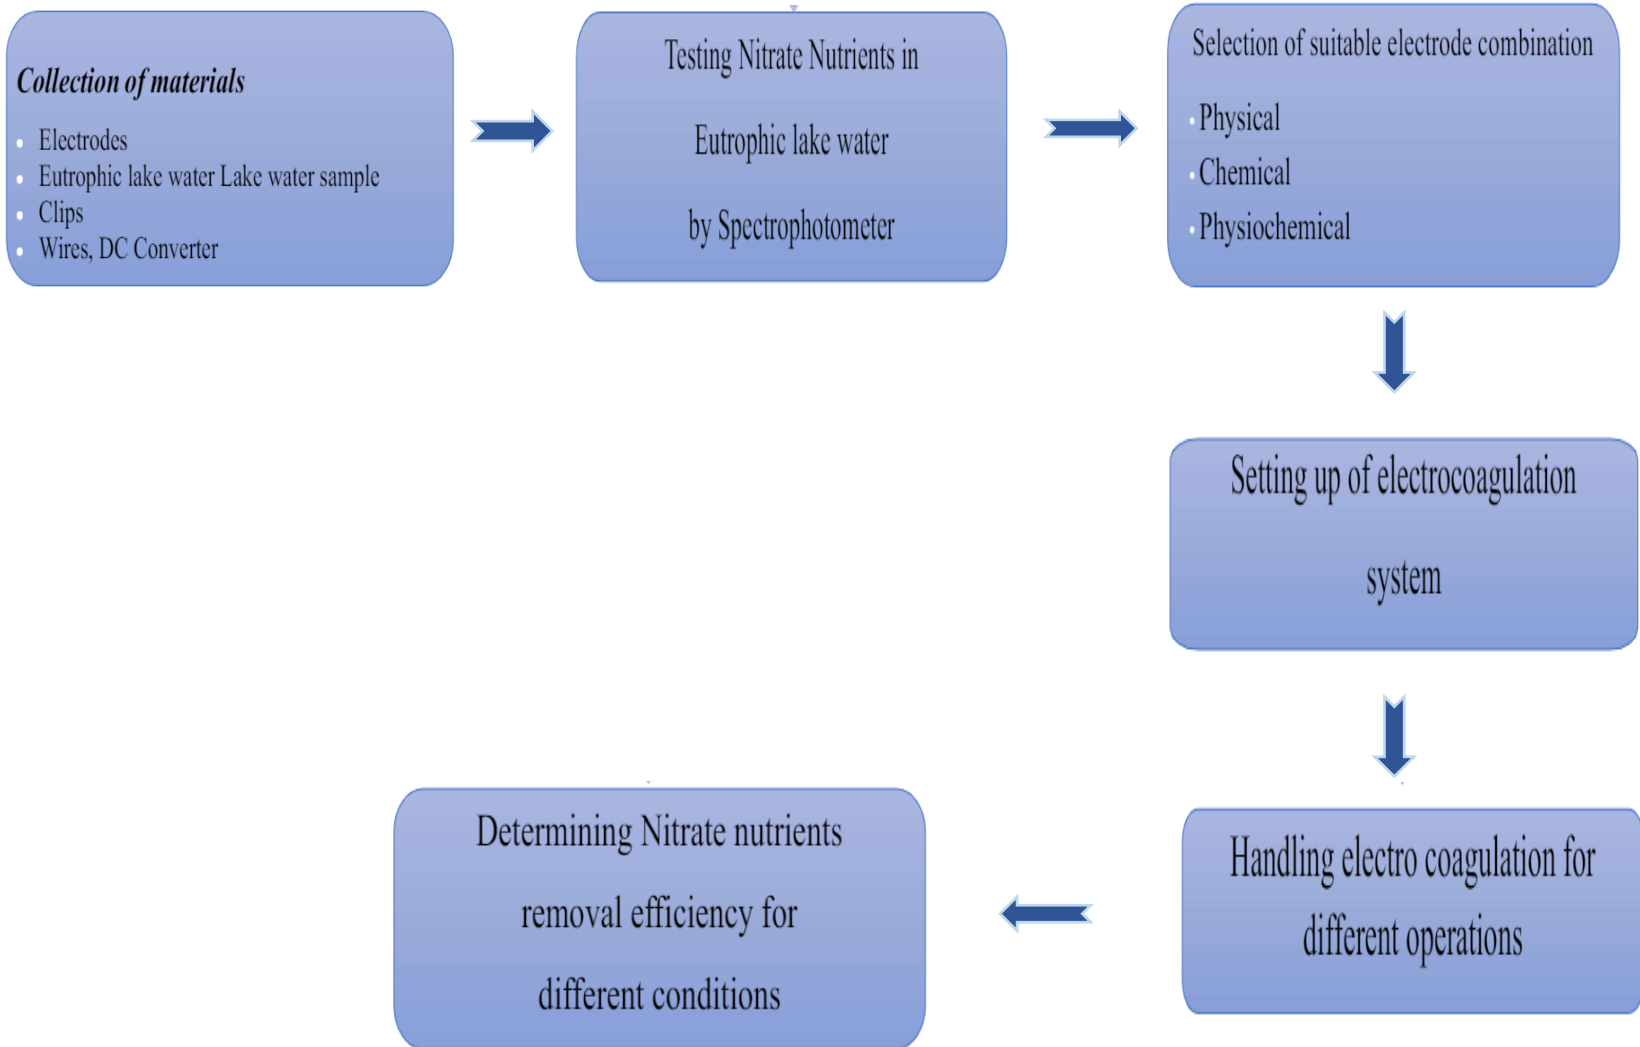 Collection of materials
• Electrodes
• Eutrophic lake water Lake water sample
• Clips
• Wires, DC Converter
Testing Nitrate Nutrients in
Eutrophic lake water
by Spectrophotometer
Selection of suitable electrode combination
• Physical
• Chemical
• Physiochemical
Setting up of electrocoagulation
system
Handling electro coagulation for
different operations
Determining Nitrate nutrients
removal efficiency for
different conditions